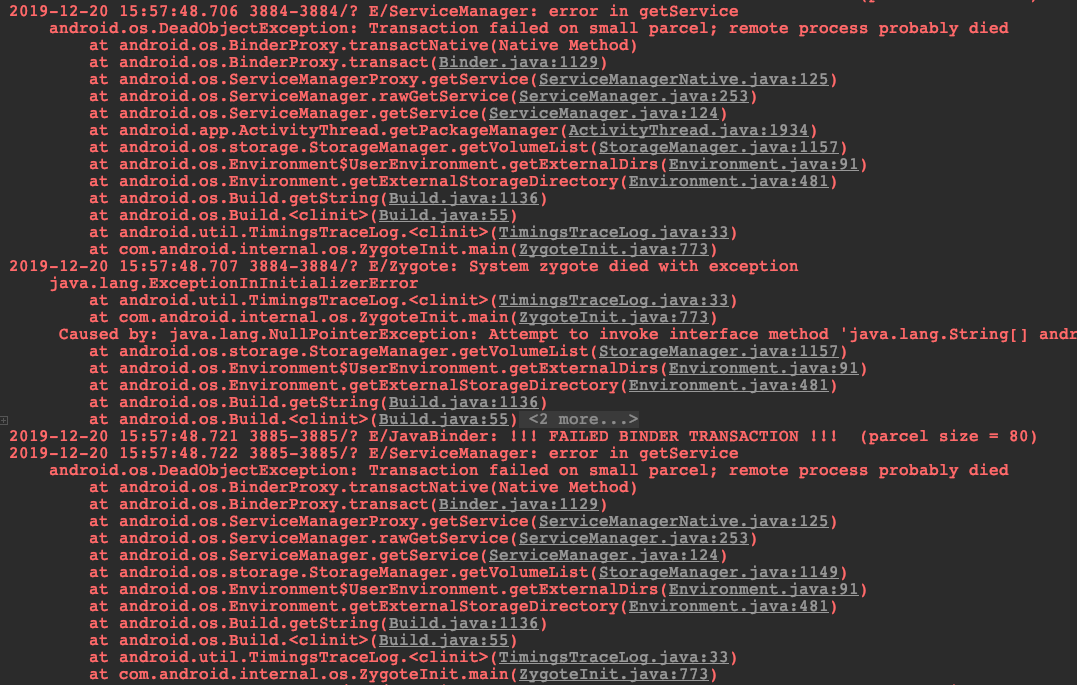 2019-12-20 15:57:48.706 3884-3884/? E/ServiceManager: error in getService
android.os.DeadObjectException: Transaction failed on small parcel; remote process probably died
at android.os.BinderProxy.transactNative(Native Method)
at android.os.BinderProxy.transact(Binder.java:1129)
at android.os.ServiceManagerProxy.getService(ServiceManagerNative.java:125)
at android.os.ServiceManager.rawGetService(ServiceManager.java:253)
at android.os.ServiceManager.getService(ServiceManager.java:124)
at android.app.ActivityThread.getPackageManager(ActivityThread.java:1934)
at android.os.storage.StorageManager.getVolumeList(StorageManager.java:1157)
at android.os.Environment$UserEnvironment.getExternalDirs(Environment.java:91)
at android.os.Environment.getExternalStorageDirectory(Environment.java:481)
at android.os.Build.getString(Build.java:1136)
at android.os.Build.<clinit>(Build.java:55)
at android.util.TimingsTraceLog.<clinit>(TimingsTraceLog.java:33)
at com.android.internal.os.ZygoteInit.main(ZygoteInit.java:773)
2019-12-20 15:57:48.707 3884-3884/? E/Zygote: System zygote died with exception
java.lang.ExceptionInInitializerError
at android.util.TimingsTraceLog.<clinit>(TimingsTraceLog.java:33)
at com.android.internal.os.ZygoteInit.main(ZygoteInit.java:773)
Caused by: java.lang.NullPointerException: Attempt to invoke interface method 'java.lang.String[] andr
at android.os.storage.StorageManager.getVolumeList(StorageManager.java:1157)
at android.os.Environment$UserEnvironment.getExternalDirs(Environment.java:91)
at android.os.Environment.getExternalStorageDirectory(Environment.java:481)
at android.os.Build.getString(Build.java:1136)
at android.os.Build.<clinit>(Build.java:55) <2 more...>
2019-12-20 15:57:48.721 3885-3885/? E/JavaBinder: !!! FAILED BINDER TRANSACTION !!!  (parcel size = 80)
2019-12-20 15:57:48.722 3885-3885/? E/ServiceManager: error in getService
android.os.DeadObjectException: Transaction failed on small parcel; remote process probably died
at android.os.BinderProxy.transactNative(Native Method)
at android.os.BinderProxy.transact(Binder.java:1129)
at android.os.ServiceManagerProxy.getService(ServiceManagerNative.java:125)
at android.os.ServiceManager.rawGetService(ServiceManager.java:253)
at android.os.ServiceManager.getService(ServiceManager.java:124)
at android.os.storage.StorageManager.getVolumeList(StorageManager.java:1149)
at android.os.Environment$UserEnvironment.getExternalDirs(Environment.java:91)
at android.os.Environment.getExternalStorageDirectory(Environment.java:481)
at android.os.Build.getString(Build.java:1136)
at android.os.Build.<clinit>(Build.java:55)
at android.util.TimingsTraceLog.<clinit>(TimingsTraceLog.java:33)
at com.android.internal.os.ZygoteInit.main(ZygoteInit.java:773)